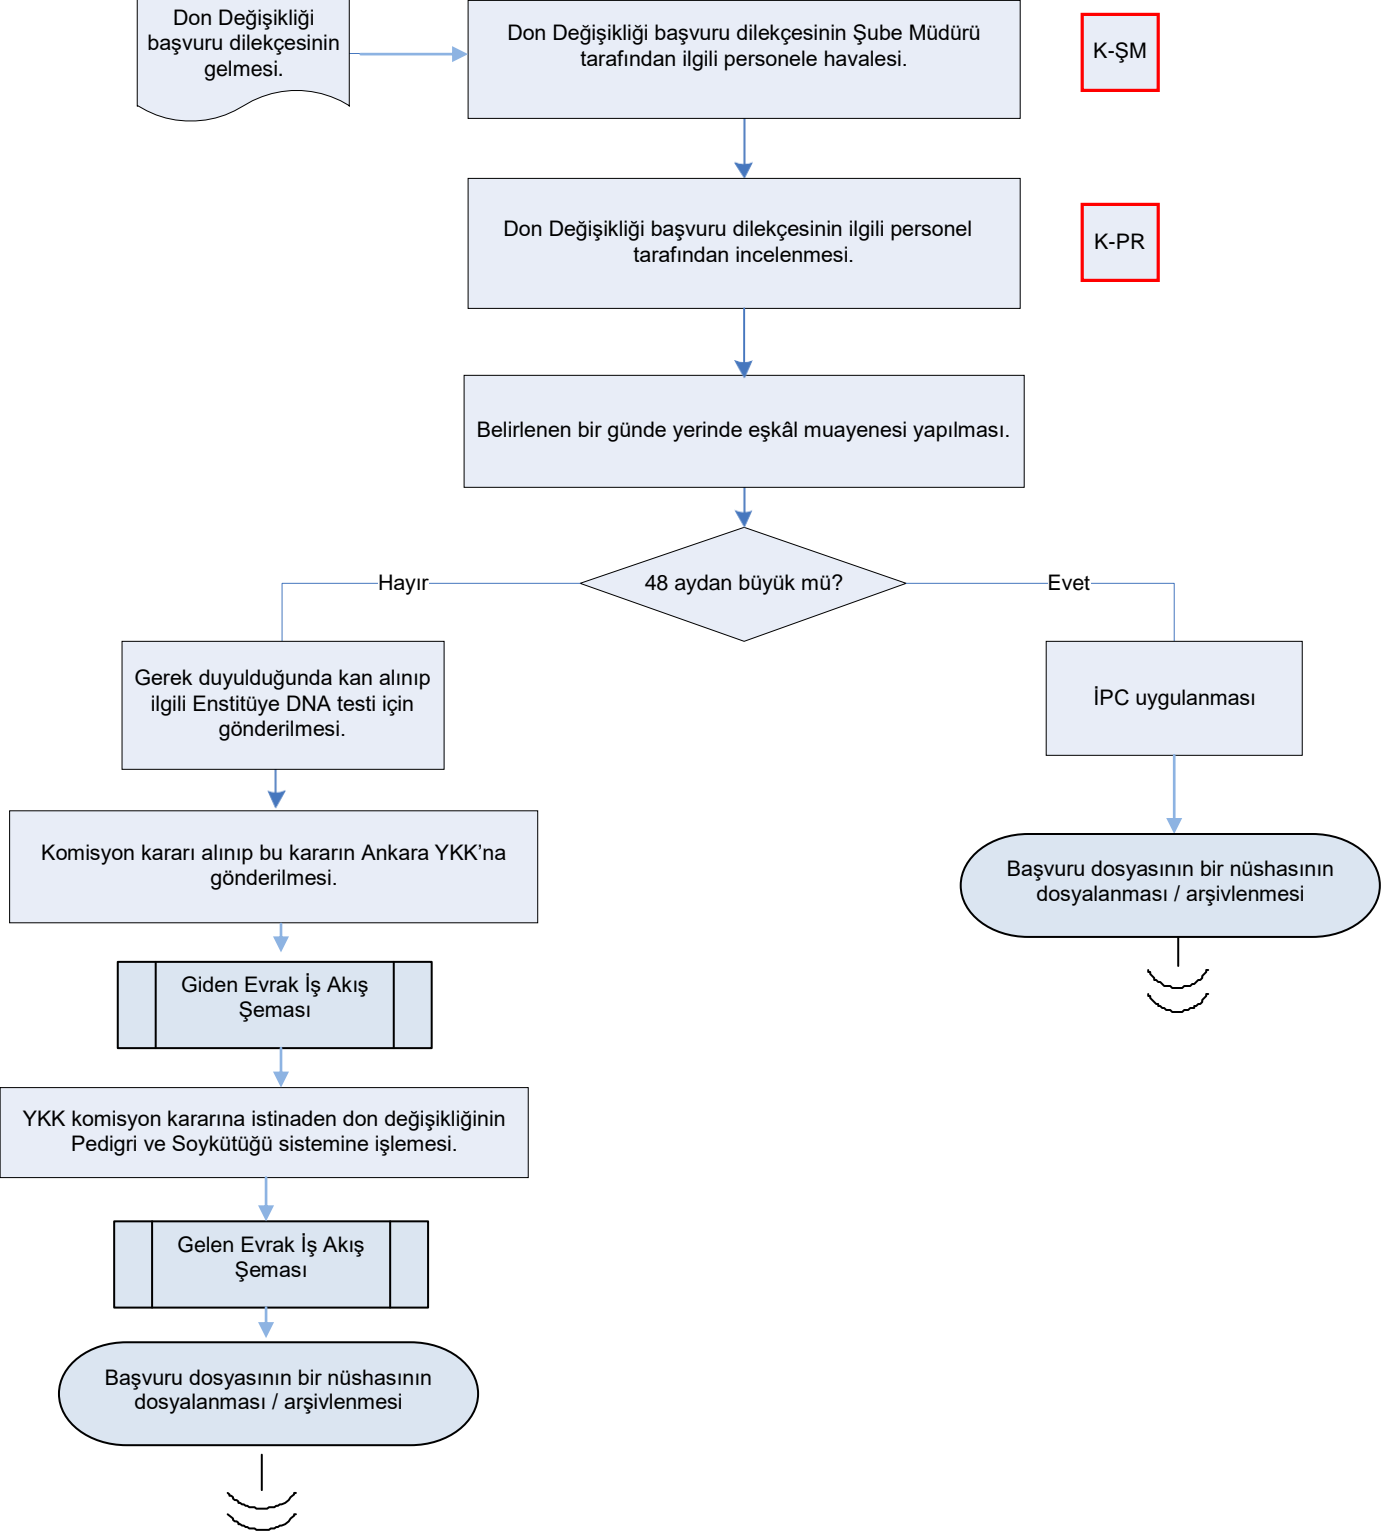 Don Değişikliği
başvuru dilekçesinin
gelmesi.
Don Değişikliği başvuru dilekçesinin Şube Müdürü
tarafından ilgili personele havalesi.
K-ŞM
Don Değişikliği başvuru dilekçesinin ilgili personel
tarafından incelenmesi.
K-PR
Belirlenen bir günde yerinde eşkâl muayenesi yapılması.
48 aydan büyük mü?
Hayır
Evet
Gerek duyulduğunda kan alınıp
ilgili Enstitüye DNA testi için
gönderilmesi.
İPC uygulanması
Komisyon kararı alınıp bu kararın Ankara YKK’na
gönderilmesi.
Başvuru dosyasının bir nüshasının
dosyalanması / arşivlenmesi
Giden Evrak İş Akış
Şeması
YKK komisyon kararına istinaden don değişikliğinin
Pedigri ve Soykütüğü sistemine işlemesi.
Gelen Evrak İş Akış
Şeması
Başvuru dosyasının bir nüshasının
dosyalanması / arşivlenmesi